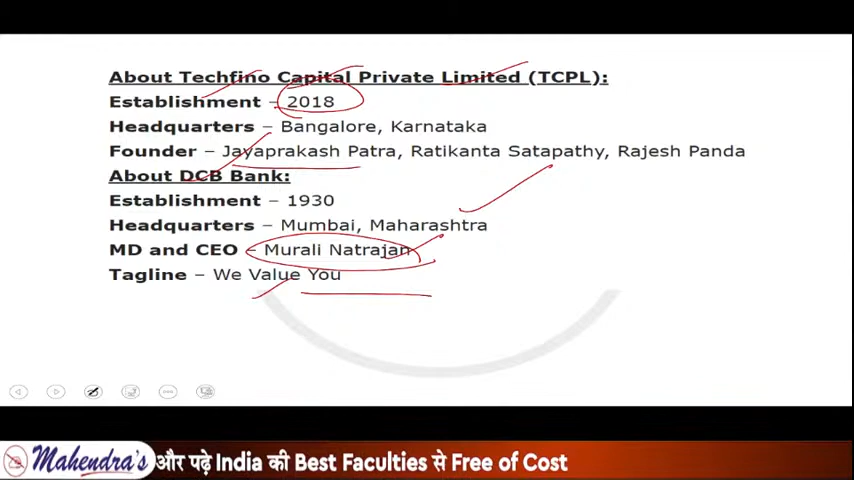 About Techfino Capital Private Limited (TCPL):
Establishment – 2018
Headquarters – Bangalore, Karnataka
Founder – Jayaprakash Patra, Ratikanta Satapathy, Rajesh Panda
About DCB Bank:
Establishment – 1930
Headquarters – Mumbai, Maharashtra
MD and CEO – Murali Natrajan
Tagline – We Value You
Mahendra's और पढ़े India की Best Faculties से Free of Cost